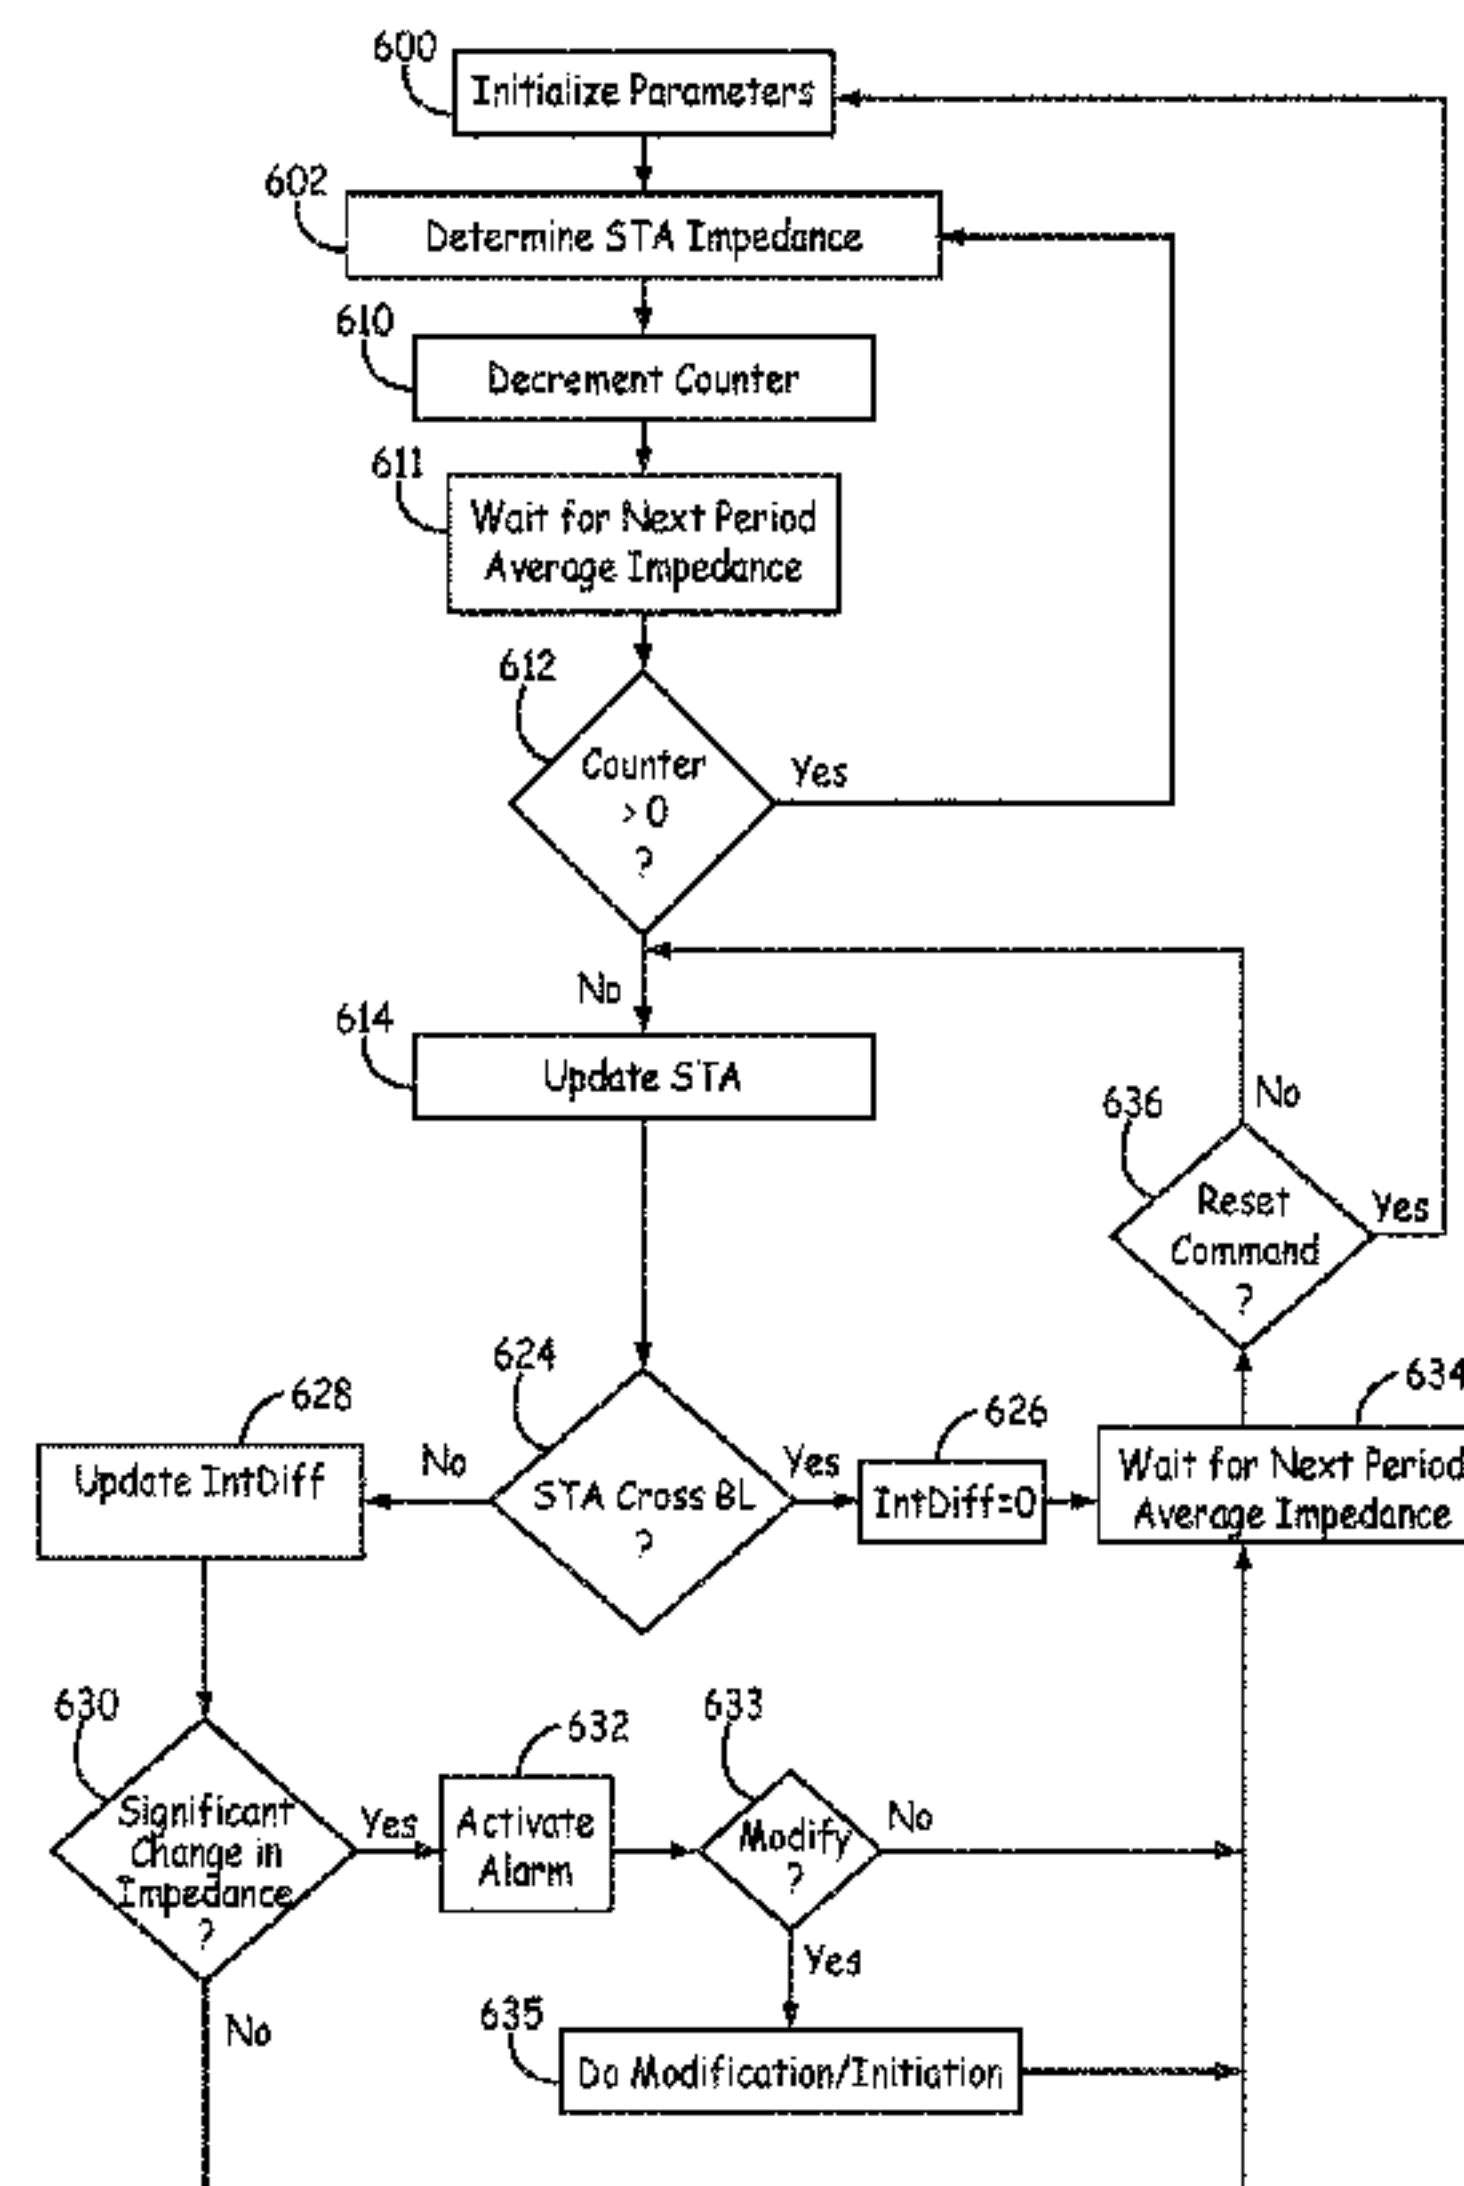 600
Initialize Parameters
602
Determine STA Impedance
610
Decrement Counter
611
Wait for Next Period
Average Impedance
612
Counter
> 0
?
Yes
No
614
Update STA
636
No
Reset
Command
?
Yes
624
STA Cross BL
?
No
Yes
628
Update IntDiff
626
IntDiff=0
634
Wait for Next Period
Average Impedance
630
Significant
Change in
Impedance
?
Yes
No
632
Activate
Alarm
633
Modify
?
No
Yes
635
Do Modification/Initiation